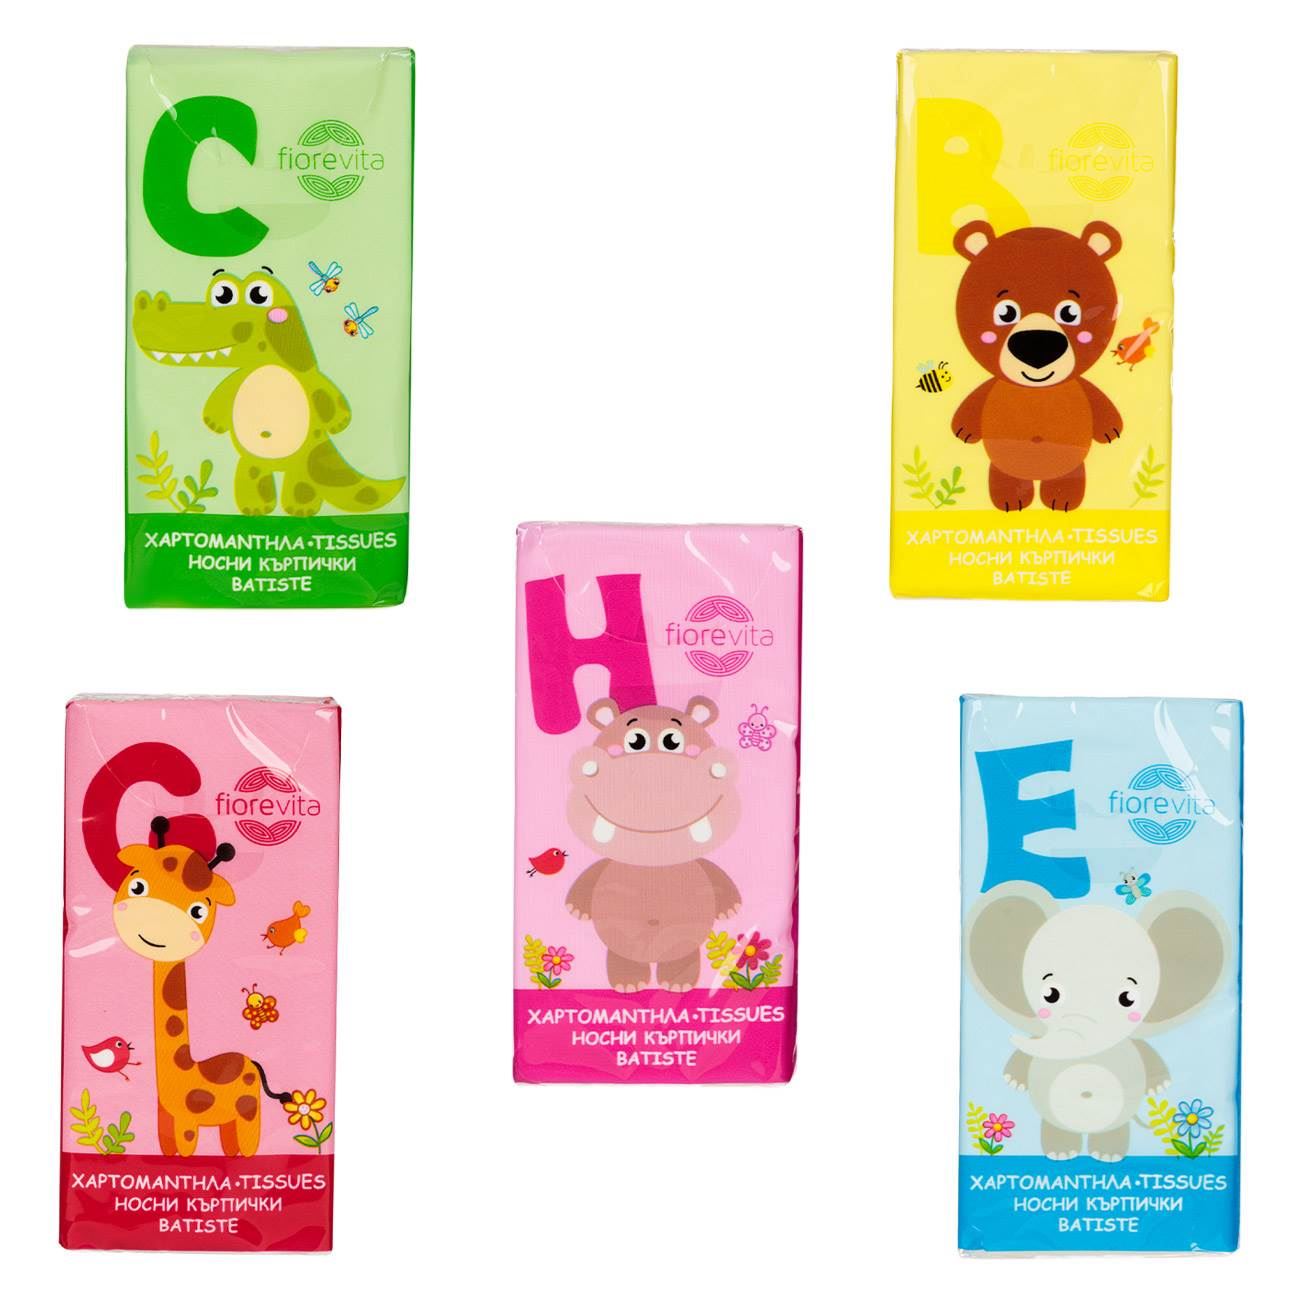 C
fiorevita
ΧΑΡΤΟΜΑΝΤΗΛΑ•TISSUES
НОСНИ КЪРПИЧКИ
BATISTE
B
fiorevita
ΧΑΡΤΟΜΑΝΤΗΛΑ•TISSUES
НОСНИ КЪРПИЧКИ
BATISTE
H
fiorevita
ΧΑΡΤΟΜΑΝΤΗΛΑ•TISSUES
НОСНИ КЪРПИЧКИ
BATISTE
G
fiorevita
ΧΑΡΤΟΜΑΝΤΗΛΑ•TISSUES
НОСНИ КЪРПИЧКИ
BATISTE
E
fiorevita
ΧΑΡΤΟΜΑΝΤΗΛΑ•TISSUES
НОСНИ КЪРПИЧКИ
BATISTE